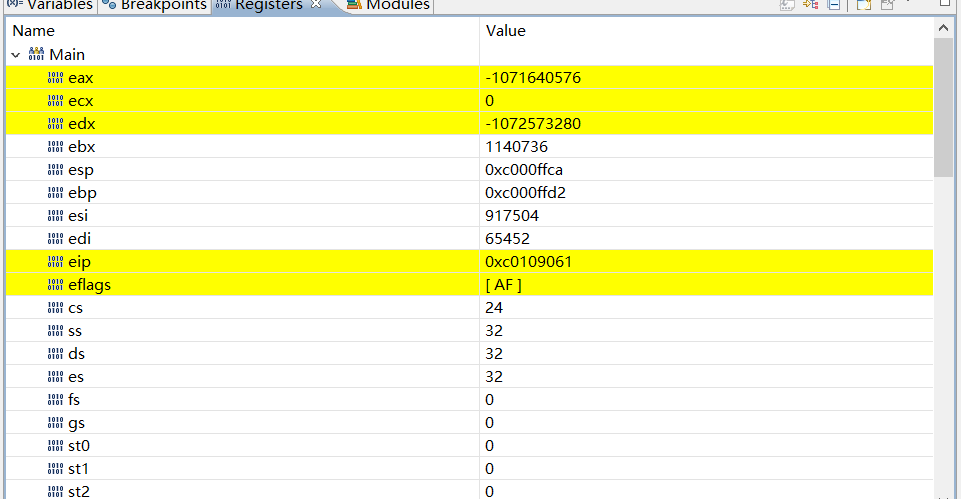 (x)= Variables Breakpoints Registers Modules
Name Value
Main
eax -1071640576
ecx 0
edx -1072573280
ebx 1140736
esp 0xc000ffca
ebp 0xc000ffd2
esi 917504
edi 65452
eip 0xc0109061
eflags [ AF ]
cs 24
ss 32
ds 32
es 32
fs 0
gs 0
st0 0
st1 0
st2 0